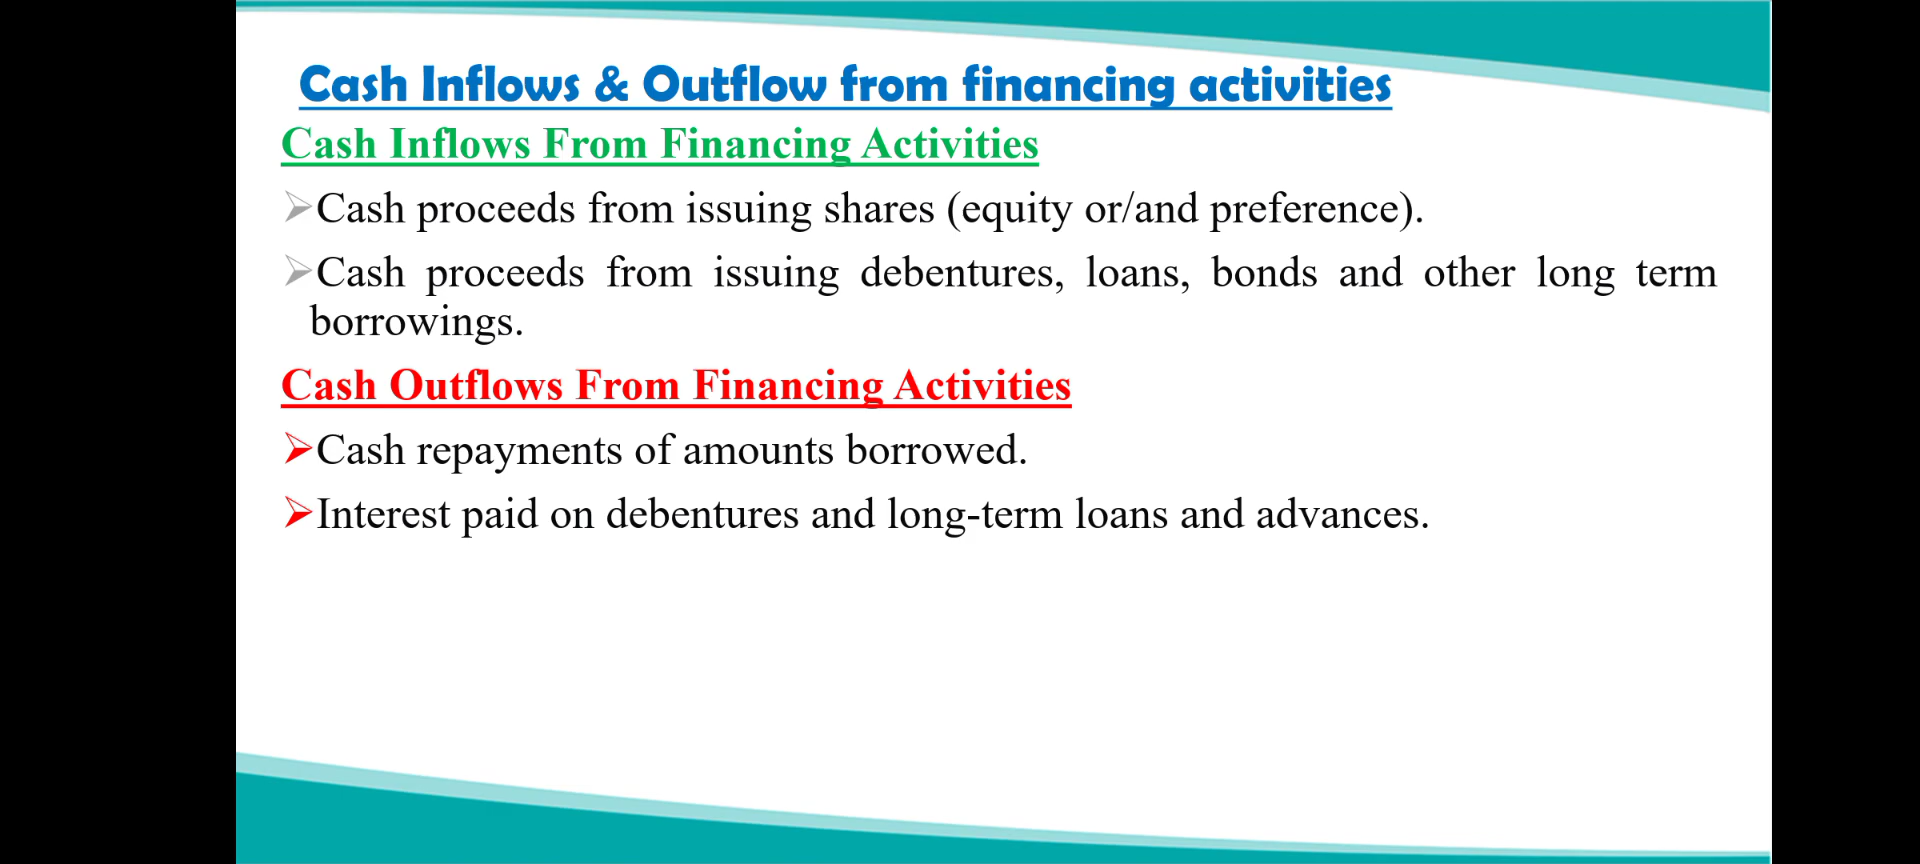 Cash Inflows & Outflow from financing activities
Cash Inflows From Financing Activities
➢Cash proceeds from issuing shares (equity or/and preference).
➢Cash proceeds from issuing debentures, loans, bonds and other long term
borrowings.
Cash Outflows From Financing Activities
➢Cash repayments of amounts borrowed.
➢Interest paid on debentures and long-term loans and advances.